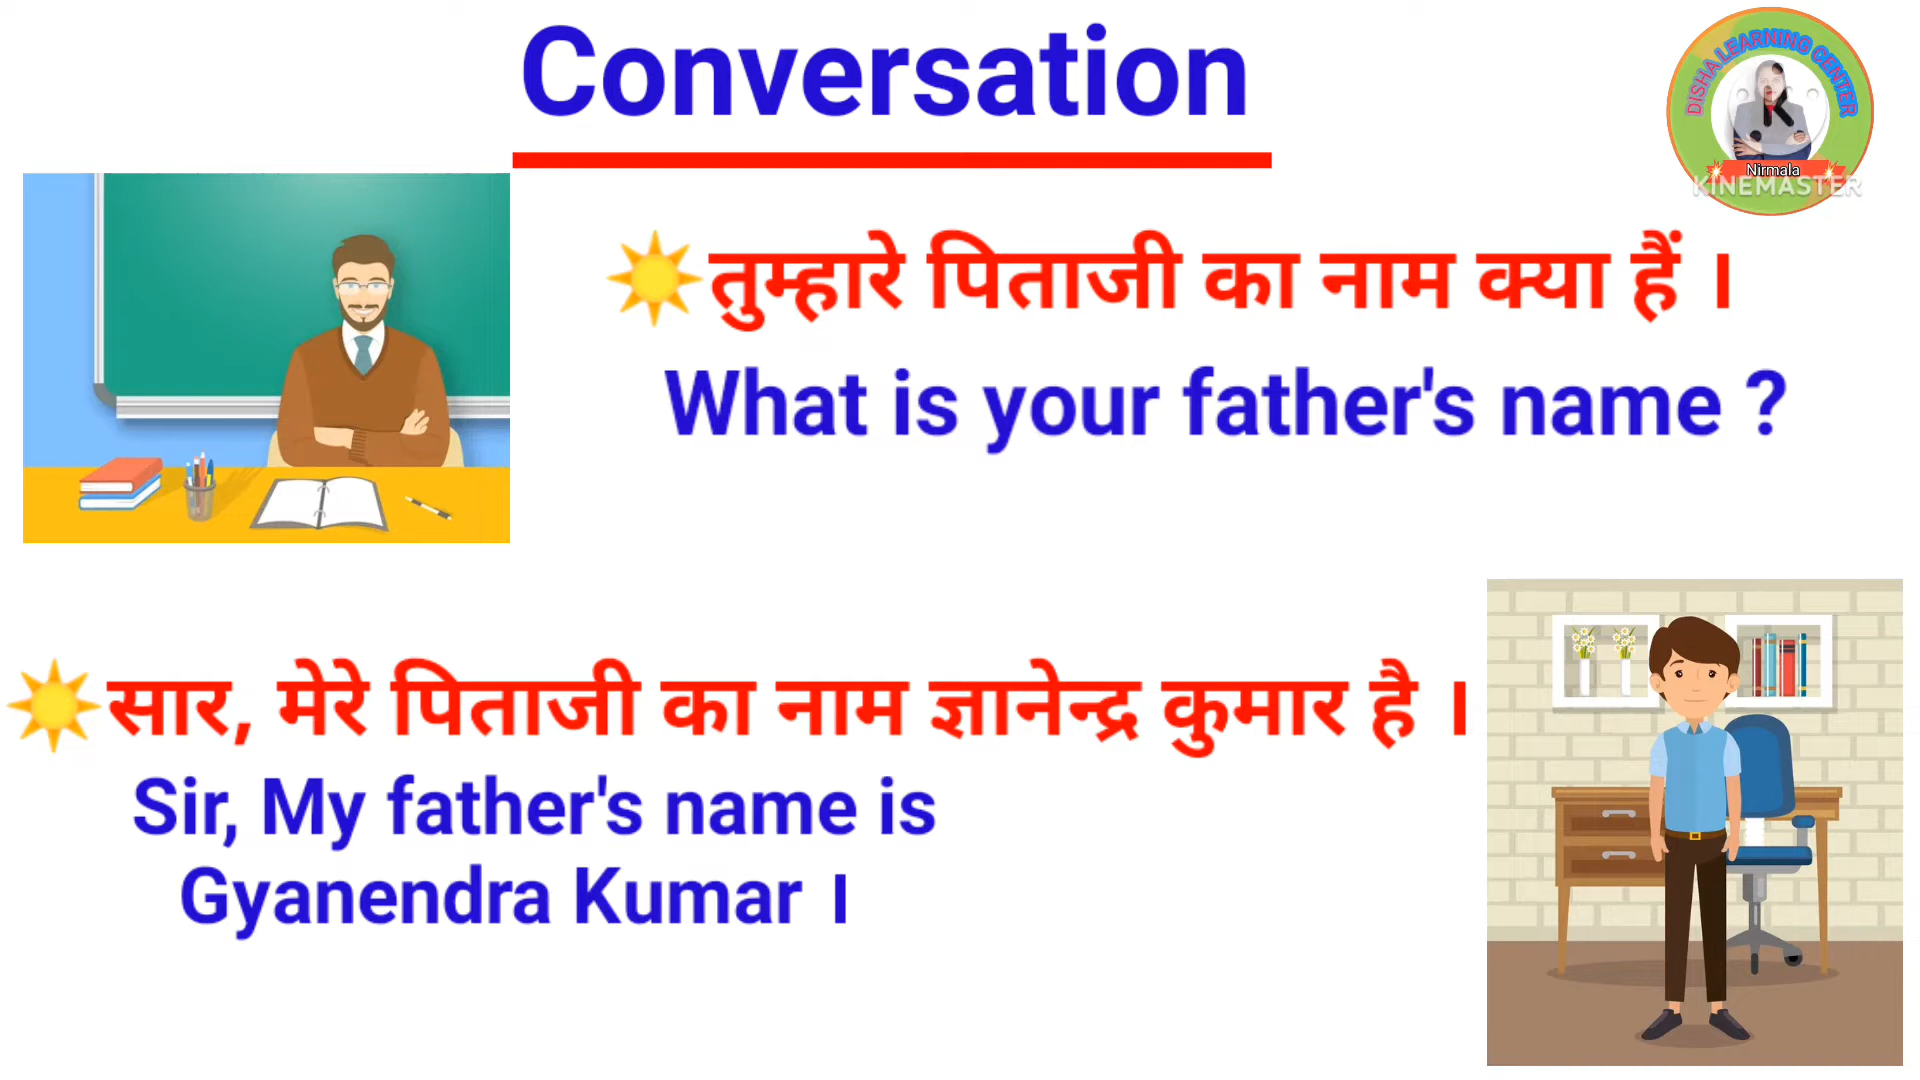 Conversation
DISHA LEARNING CENTER
K
Nirmala
KINEMASTER
तुम्हारे पिताजी का नाम क्या हैं ।
What is your father's name ?
सार, मेरे पिताजी का नाम ज्ञानेन्द्र कुमार है ।
Sir, My father's name is
Gyanendra Kumar ।